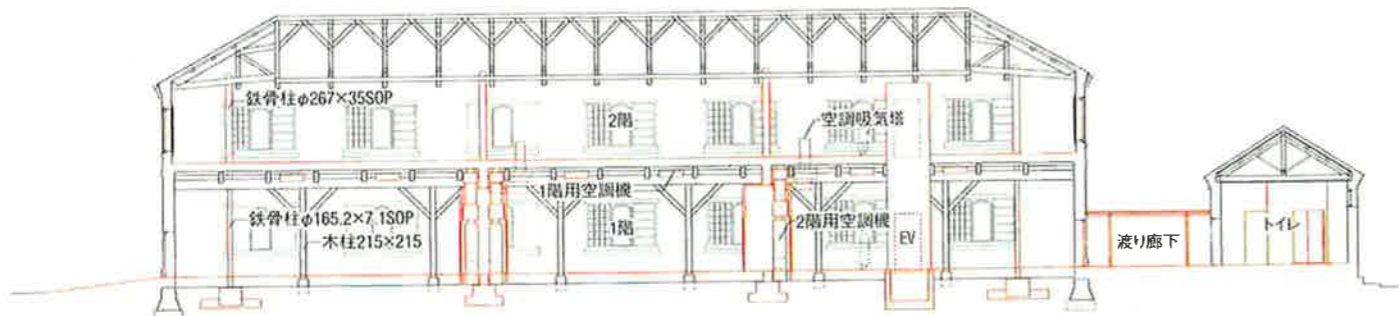 鉄骨柱φ267×35SOP
2階
空調吸気塔
1階用空調機
鉄骨柱φ165.2×7.1SOP
木柱215×215
1階
2階用空調機
EV
渡り廊下
トイレ